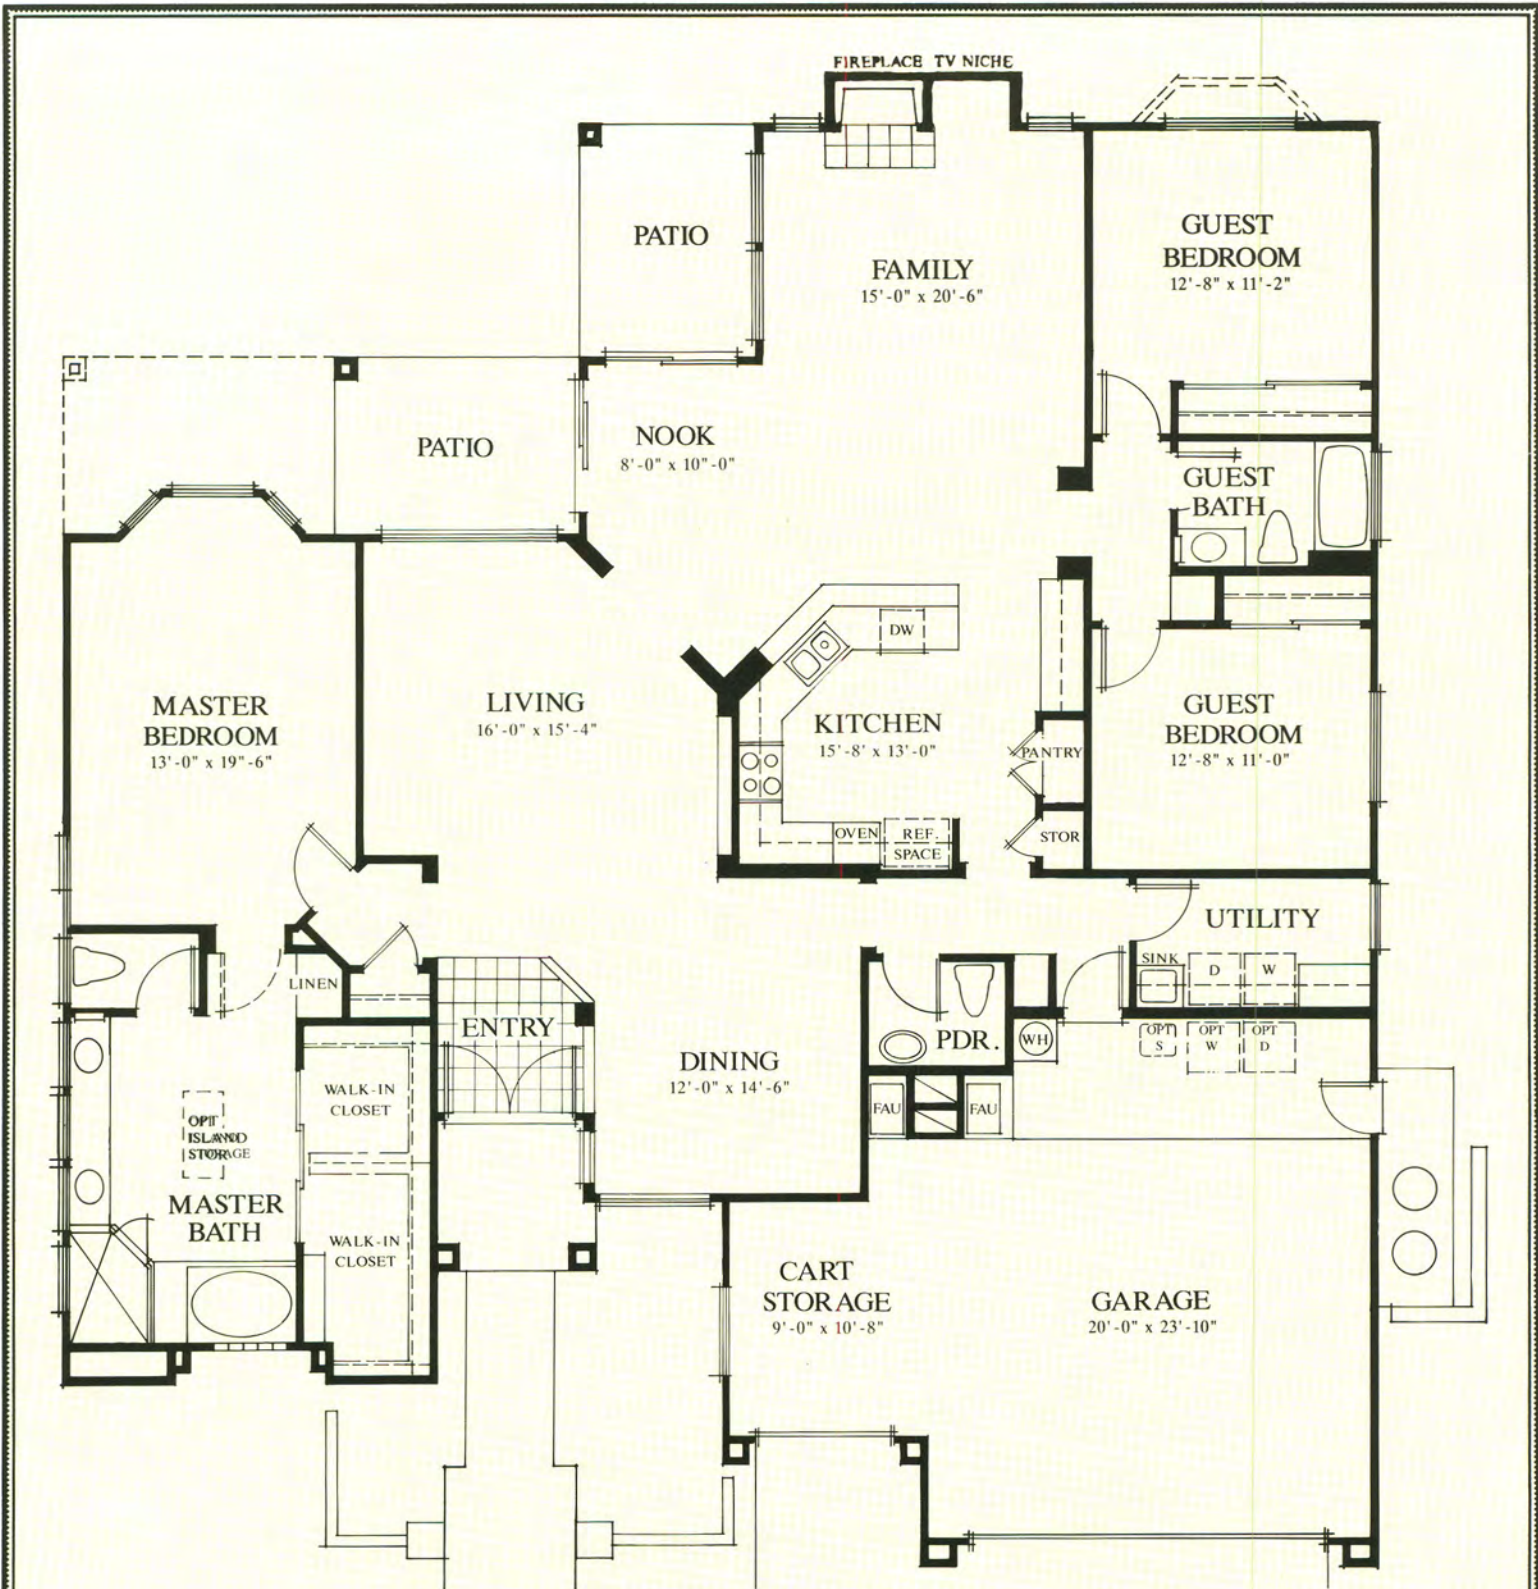 FIREPLACE TV NICHE
PATIO
FAMILY
15'-0" x 20'-6"
GUEST
BEDROOM
12'-8" x 11'-2"
PATIO
NOOK
8'-0" x 10"-0"
GUEST
BATH
DW
MASTER
BEDROOM
13'-0" x 19"-6"
LIVING
16'-0" x 15'-4"
KITCHEN
15'-8' x 13'-0"
PANTRY
GUEST
BEDROOM
12'-8" x 11'-0"
OVEN
REF.
SPACE
STOR
UTILITY
SINK
D
W
LINEN
ENTRY
DINING
12'-0" x 14'-6"
PDR.
WH
OPT
S
OPT
W
OPT
D
WALK-IN
CLOSET
FAU
FAU
OPT
ISLAND
MASTER
BATH
WALK-IN
CLOSET
CART
STORAGE
9'-0" x 10'-8"
GARAGE
20'-0" x 23'-10"